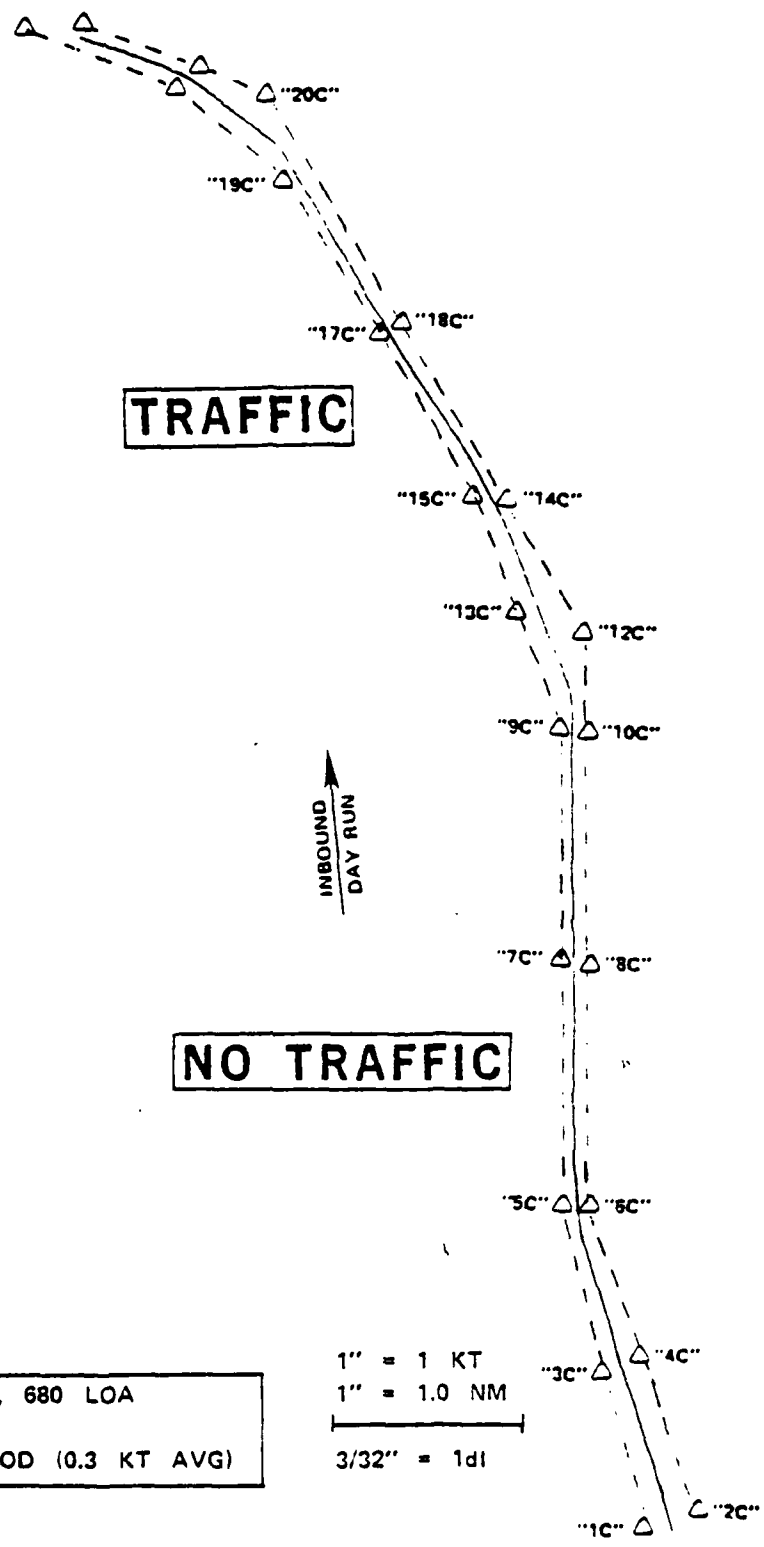 "20C"
"19C"
"18C"
"17C"
TRAFFIC
"15C" "14C"
"13C"
"12C"
"9C" "10C"
INBOUND
DAY RUN
"7C" "8C"
NO TRAFFIC
"5C" "6C"
1" = 1 KT
1" = 1.0 NM
3/32" = 1dl
"4C"
"3C"
, 680 LOA
OD (0.3 KT AVG)
"2C"
"1C"